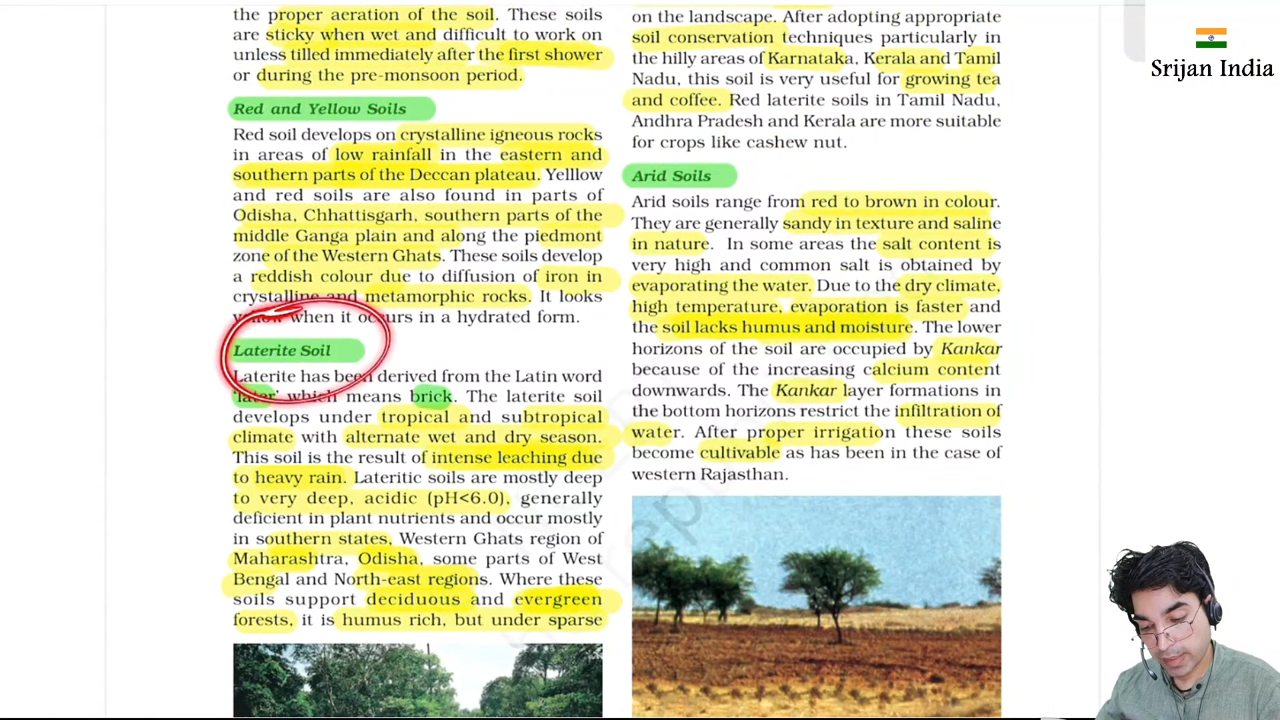 the proper aeration of the soil. These soils
are sticky when wet and difficult to work on
unless tilled immediately after the first shower
or during the pre-monsoon period.
Red and Yellow Soils
Red soil develops on crystalline igneous rocks
in areas of low rainfall in the eastern and
southern parts of the Deccan plateau. Yelllow
and red soils are also found in parts of
Odisha, Chhattisgarh, southern parts of the
middle Ganga plain and along the piedmont
zone of the Western Ghats. These soils develop
a reddish colour due to diffusion of iron in
crystalline and metamorphic rocks. It looks
yellow when it occurs in a hydrated form.
Laterite Soil
Laterite has been derived from the Latin word
'later' which means brick. The laterite soil
develops under tropical and subtropical
climate with alternate wet and dry season.
This soil is the result of intense leaching due
to heavy rain. Lateritic soils are mostly deep
to very deep, acidic (pH<6.0), generally
deficient in plant nutrients and occur mostly
in southern states, Western Ghats region of
Maharashtra, Odisha, some parts of West
Bengal and North-east regions. Where these
soils support deciduous and evergreen
forests, it is humus rich, but under sparse
on the landscape. After adopting appropriate
soil conservation techniques particularly in
the hilly areas of Karnataka, Kerala and Tamil
Nadu, this soil is very useful for growing tea
and coffee. Red laterite soils in Tamil Nadu,
Andhra Pradesh and Kerala are more suitable
for crops like cashew nut.
Arid Soils
Arid soils range from red to brown in colour.
They are generally sandy in texture and saline
in nature. In some areas the salt content is
very high and common salt is obtained by
evaporating the water. Due to the dry climate,
high temperature, evaporation is faster and
the soil lacks humus and moisture. The lower
horizons of the soil are occupied by Kankar
because of the increasing calcium content
downwards. The Kankar layer formations in
the bottom horizons restrict the infiltration of
water. After proper irrigation these soils
become cultivable as has been in the case of
western Rajasthan.
Srijan India